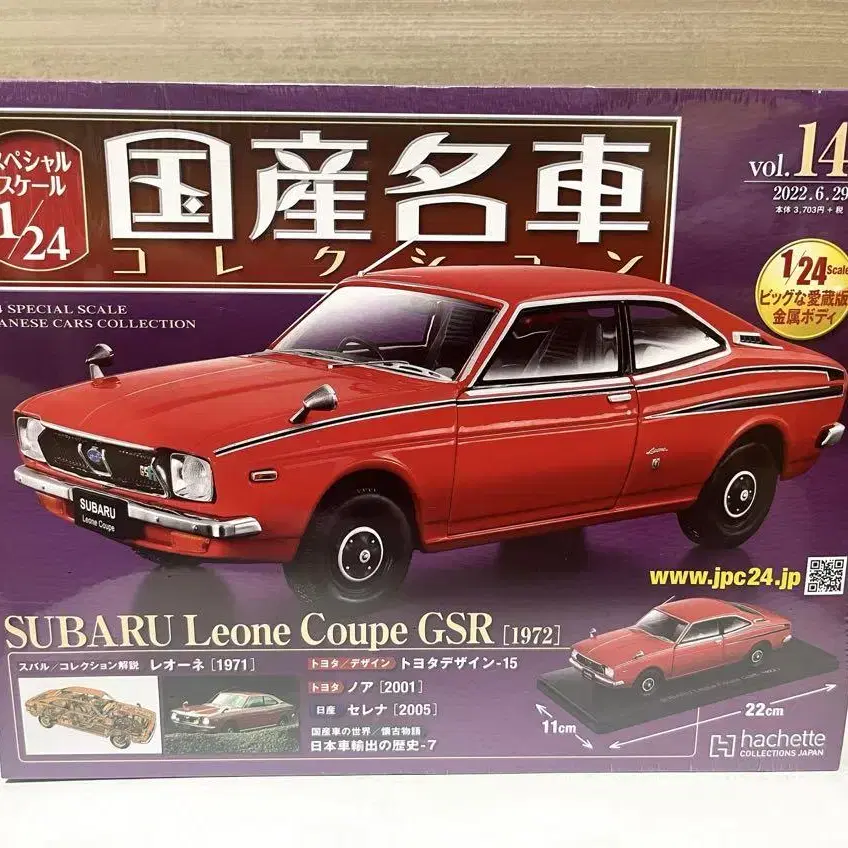 スペシャル
スケール
1/24
国産名車
コレクション
vol.14
2022.6.29
本体 3,703円+税
SPECIAL SCALE
ANESE CARS COLLECTION
1/24 Scale
ビッグな愛蔵版
金属ボディ
GS
Leone
SUBARU
Leone Coupe
www.jpc24.jp
SUBARU Leone Coupe GSR [1972]
スバル/コレクション解説 レオーネ [1971]
トヨタ/デザイン トヨタデザイン-15
トヨタ ノア [2001]
日産 セレナ [2005]
国産車の世界/懐古物語
日本車輸出の歴史-7
11cm
22cm
hachette
COLLECTIONS JAPAN